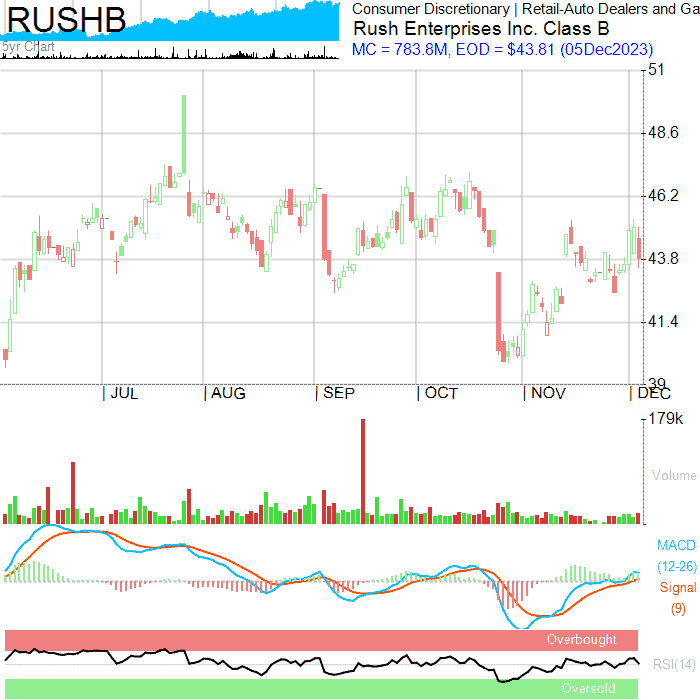 RUSHB
5yr Chart
Consumer Discretionary | Retail-Auto Dealers and Ga
Rush Enterprises Inc. Class B
MC = 783.8M, EOD = $43.81 (05Dec2023)
51
48.6
46.2
43.8
41.4
39
| JUL | AUG | SEP | OCT | NOV | DEC
179k
Volume
MACD
(12-26)
Signal
(9)
Overbought
RSI(14)
Oversold